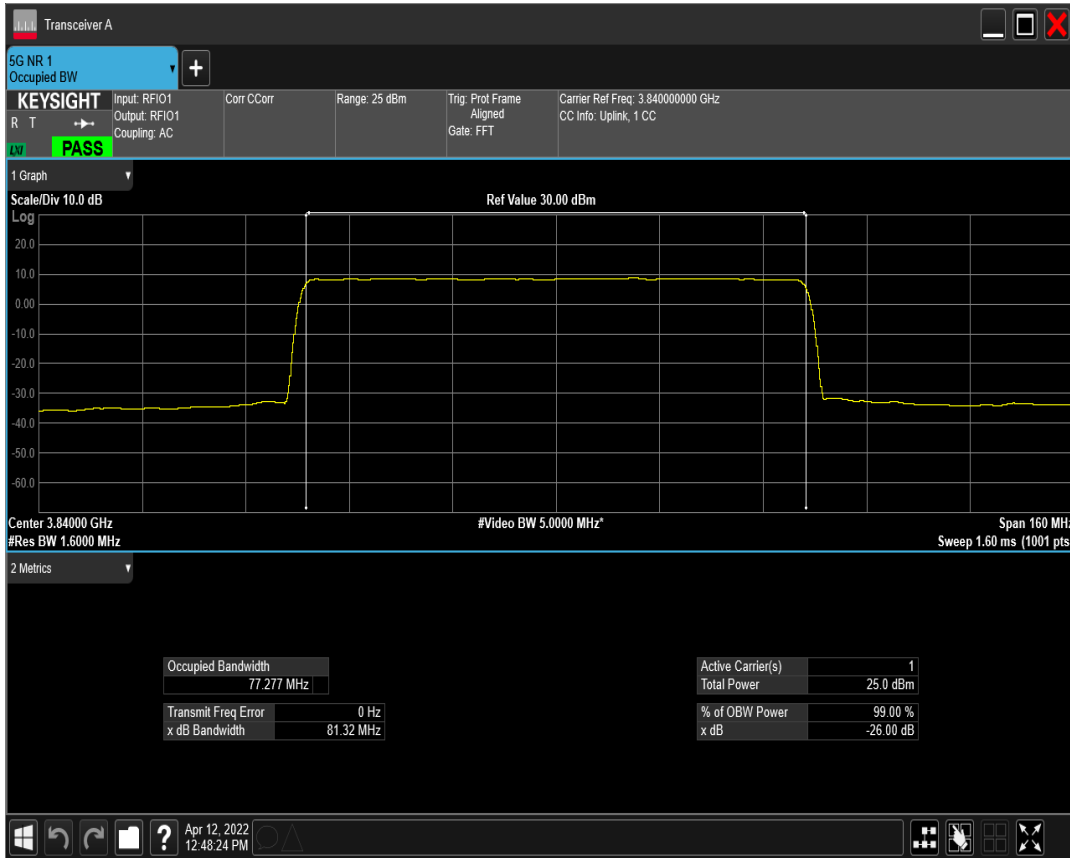 Transceiver A
5G NR 1
Occupied BW
KEYSIGHT
R T
LXI
PASS
Input: RFIO1
Output: RFIO1
Coupling: AC
Corr CCorr
Range: 25 dBm
Trig: Prot Frame
Aligned
Gate: FFT
Carrier Ref Freq: 3.840000000 GHz
CC Info: Uplink, 1 CC
1 Graph
Scale/Div 10.0 dB
Ref Value 30.00 dBm
Log
20.0
10.0
0.00
-10.0
-20.0
-30.0
-40.0
-50.0
-60.0
Center 3.84000 GHz
#Video BW 5.0000 MHz*
Span 160 MHz
#Res BW 1.6000 MHz
Sweep 1.60 ms (1001 pts
2 Metrics
Occupied Bandwidth
77.277 MHz
Transmit Freq Error 0 Hz
x dB Bandwidth 81.32 MHz
Active Carrier(s) 1
Total Power 25.0 dBm
% of OBW Power 99.00 %
x dB -26.00 dB
?
Apr 12, 2022
12:48:24 PM